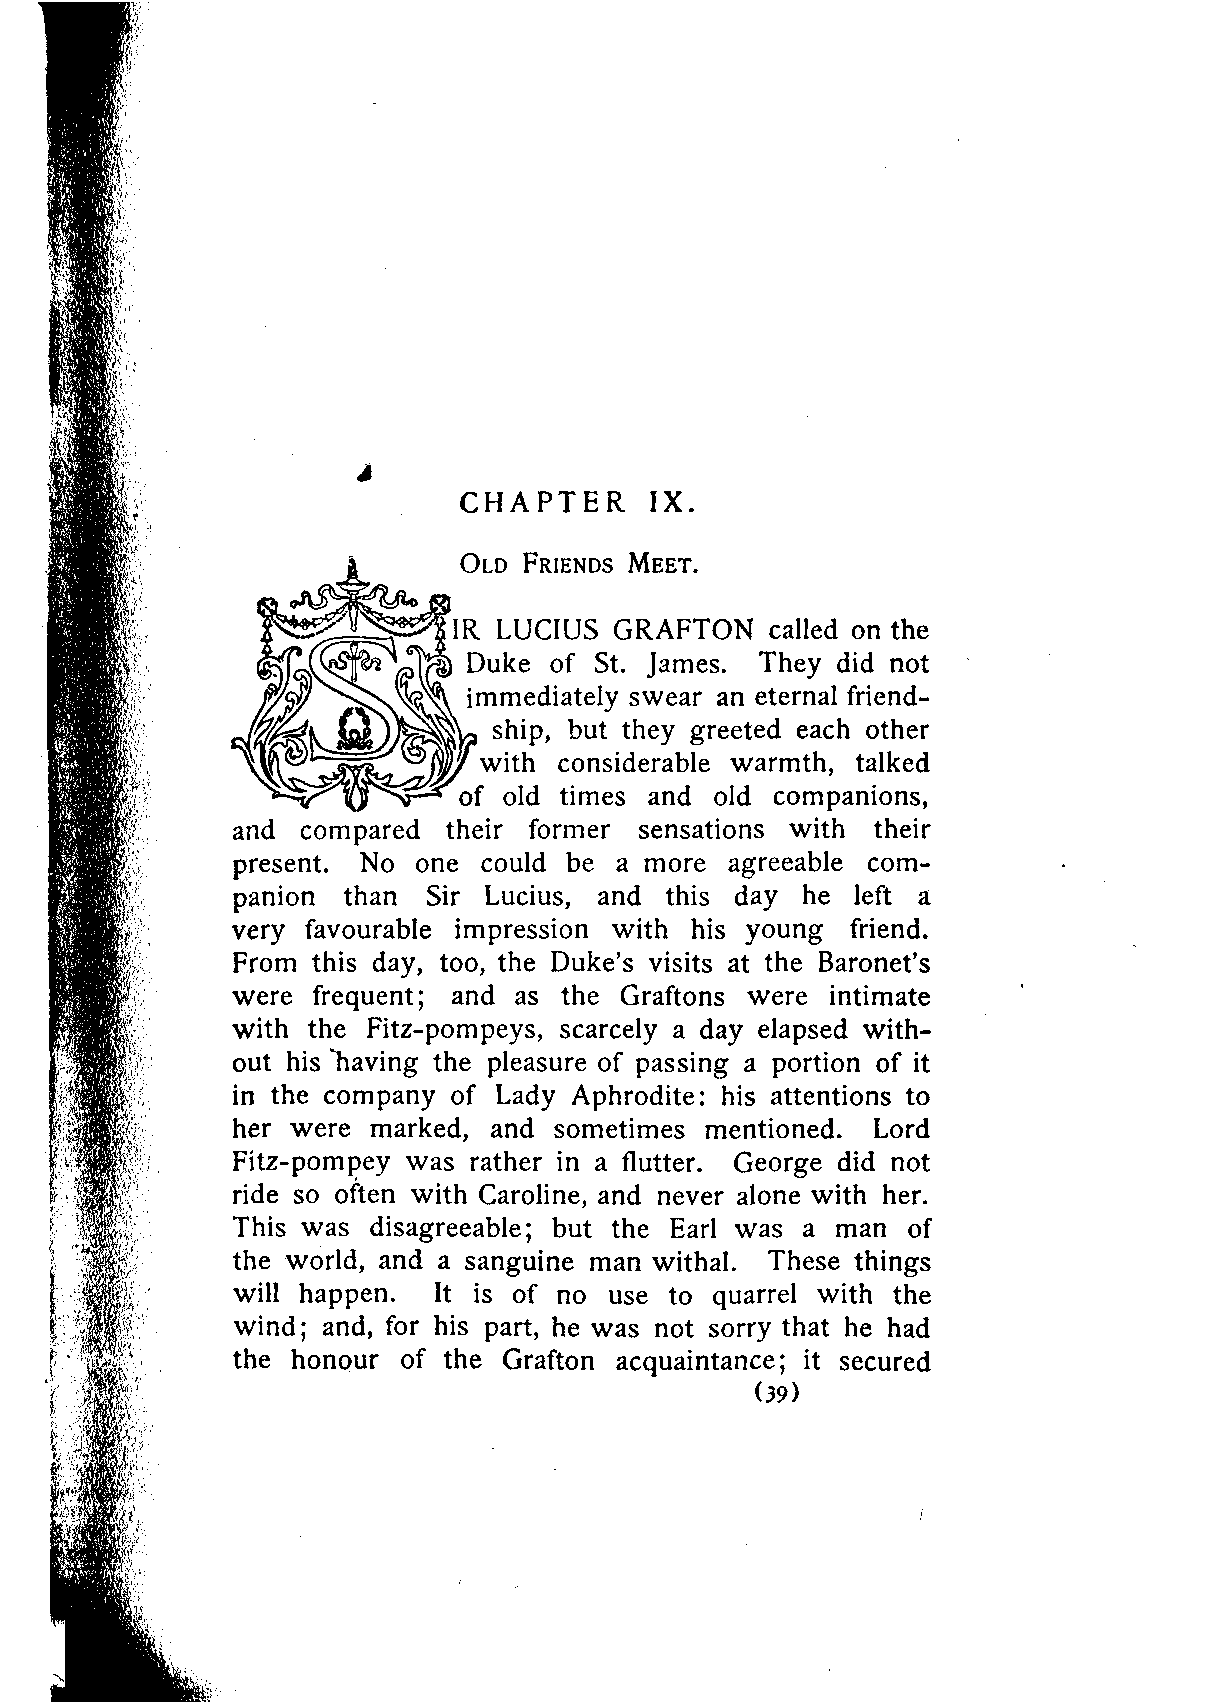 CHAPTER IX.
OLD FRIENDS MEET.
SIR LUCIUS GRAFTON called on the
Duke of St. James. They did not
immediately swear an eternal friend-
ship, but they greeted each other
with considerable warmth, talked
of old times and old companions,
and compared their former sensations with their
present. No one could be a more agreeable com-
panion than Sir Lucius, and this day he left a
very favourable impression with his young friend.
From this day, too, the Duke's visits at the Baronet's
were frequent; and as the Graftons were intimate
with the Fitz-pompeys, scarcely a day elapsed with-
out his having the pleasure of passing a portion of it
in the company of Lady Aphrodite: his attentions to
her were marked, and sometimes mentioned. Lord
Fitz-pompey was rather in a flutter. George did not
ride so often with Caroline, and never alone with her.
This was disagreeable; but the Earl was a man of
the world, and a sanguine man withal. These things
will happen. It is of no use to quarrel with the
wind; and, for his part, he was not sorry that he had
the honour of the Grafton acquaintance; it secured
(39)